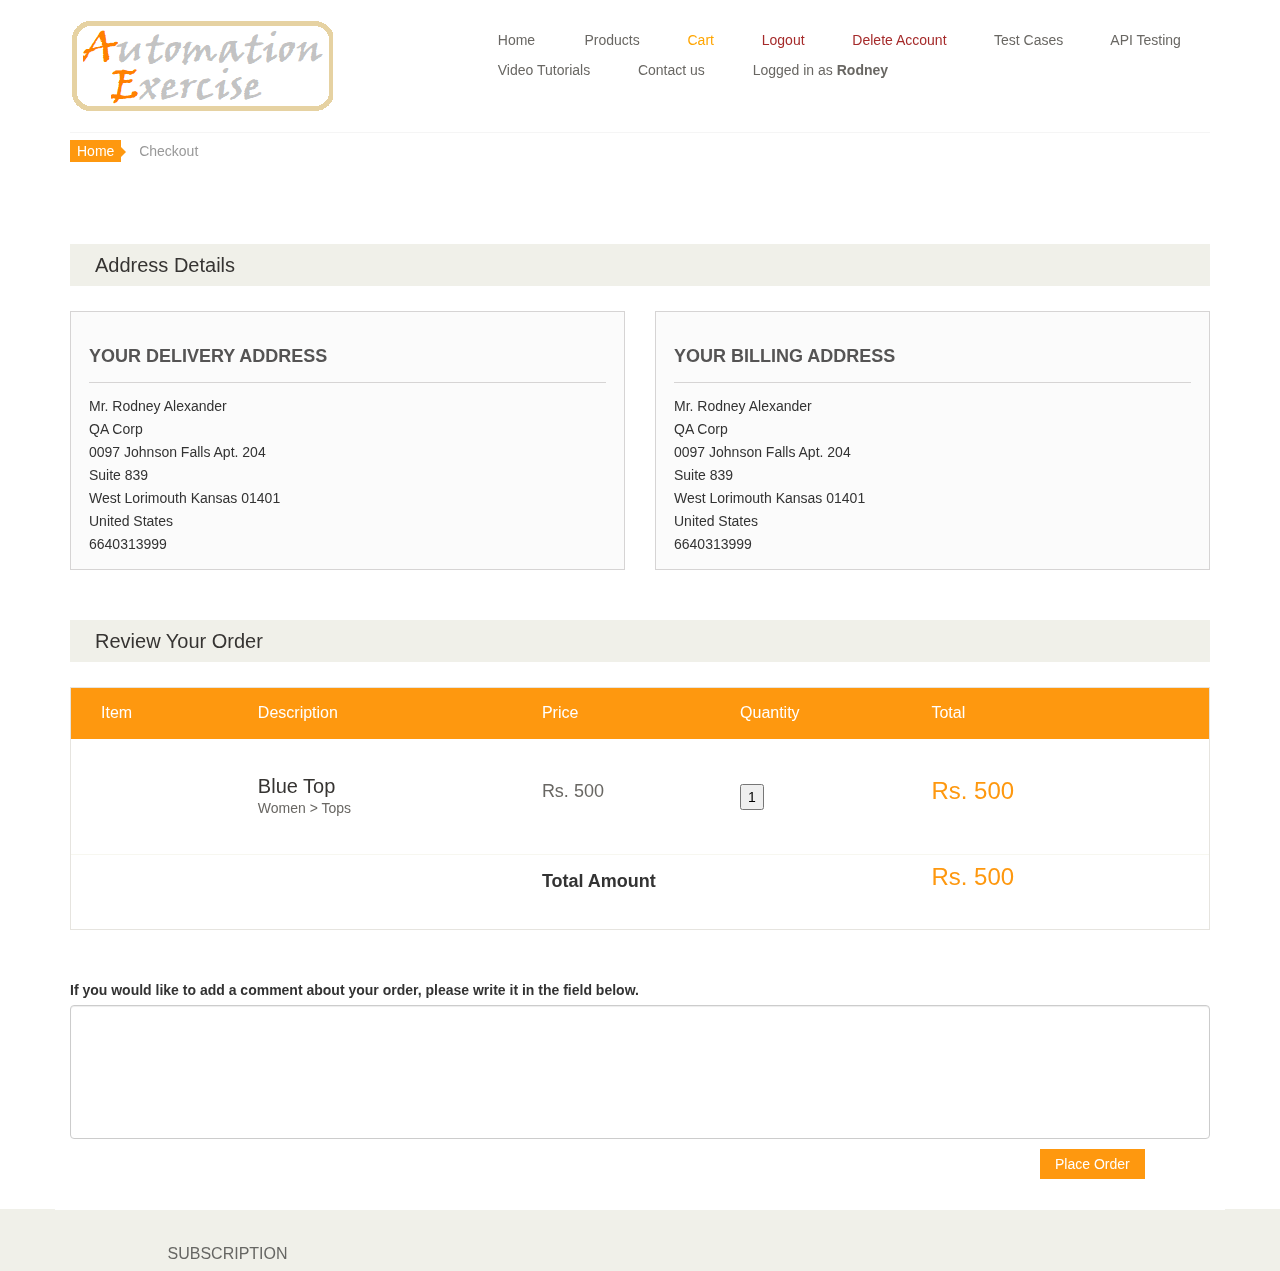 Automation
Exercise
Home Products Cart Logout Delete Account Test Cases API Testing
Video Tutorials Contact us Logged in as Rodney
Home Checkout
Address Details
YOUR DELIVERY ADDRESS
Mr. Rodney Alexander
QA Corp
0097 Johnson Falls Apt. 204
Suite 839
West Lorimouth Kansas 01401
United States
6640313999
YOUR BILLING ADDRESS
Mr. Rodney Alexander
QA Corp
0097 Johnson Falls Apt. 204
Suite 839
West Lorimouth Kansas 01401
United States
6640313999
Review Your Order
Item Description Price Quantity Total
Blue Top Rs. 500 1 Rs. 500
Women > Tops
Total Amount Rs. 500
If you would like to add a comment about your order, please write it in the field below.
Place Order
SUBSCRIPTION